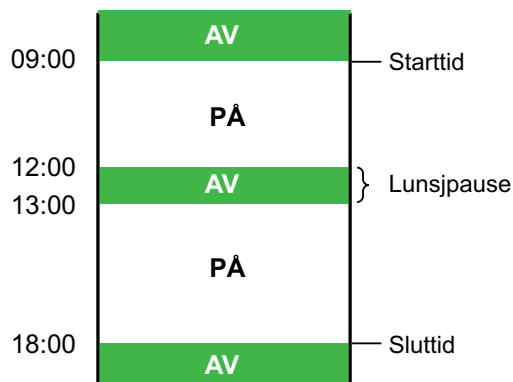 AV
09:00
Starttid
PÅ
12:00
AV
Lunsjpause
13:00
PÅ
18:00
Sluttid
AV